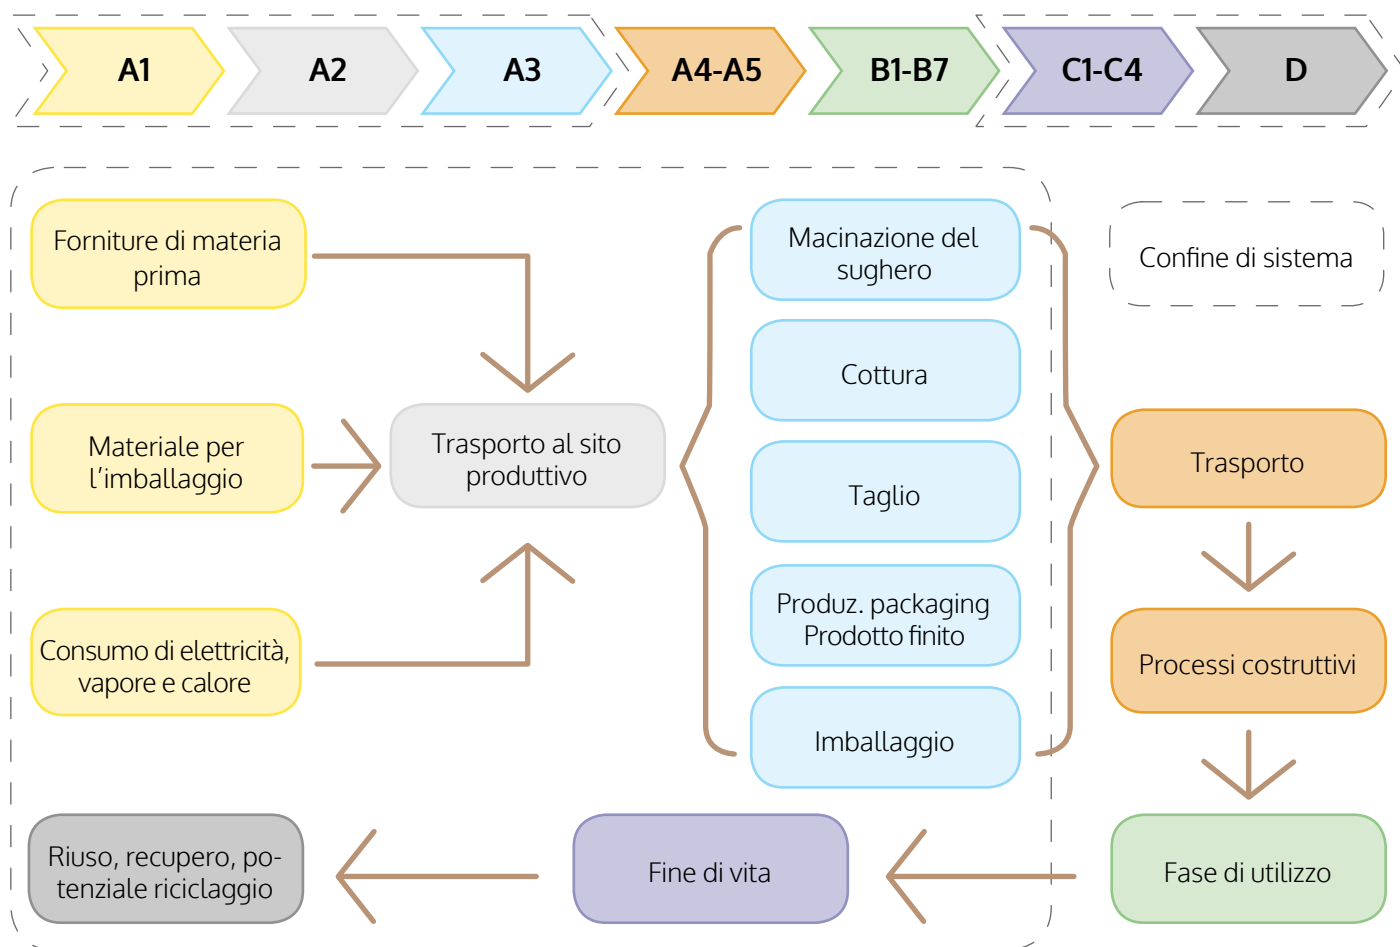 A1
A2
A3
A4-A5
B1-B7
C1-C4
D
Forniture di materia
prima
Materiale per
l'imballaggio
Consumo di elettricità,
vapore e calore
Trasporto al sito
produttivo
Macinazione del
sughero
Cottura
Taglio
Produz. packaging
Prodotto finito
Imballaggio
Confine di sistema
Trasporto
Processi costruttivi
Fase di utilizzo
Fine di vita
Riuso, recupero, po-
tenziale riciclaggio